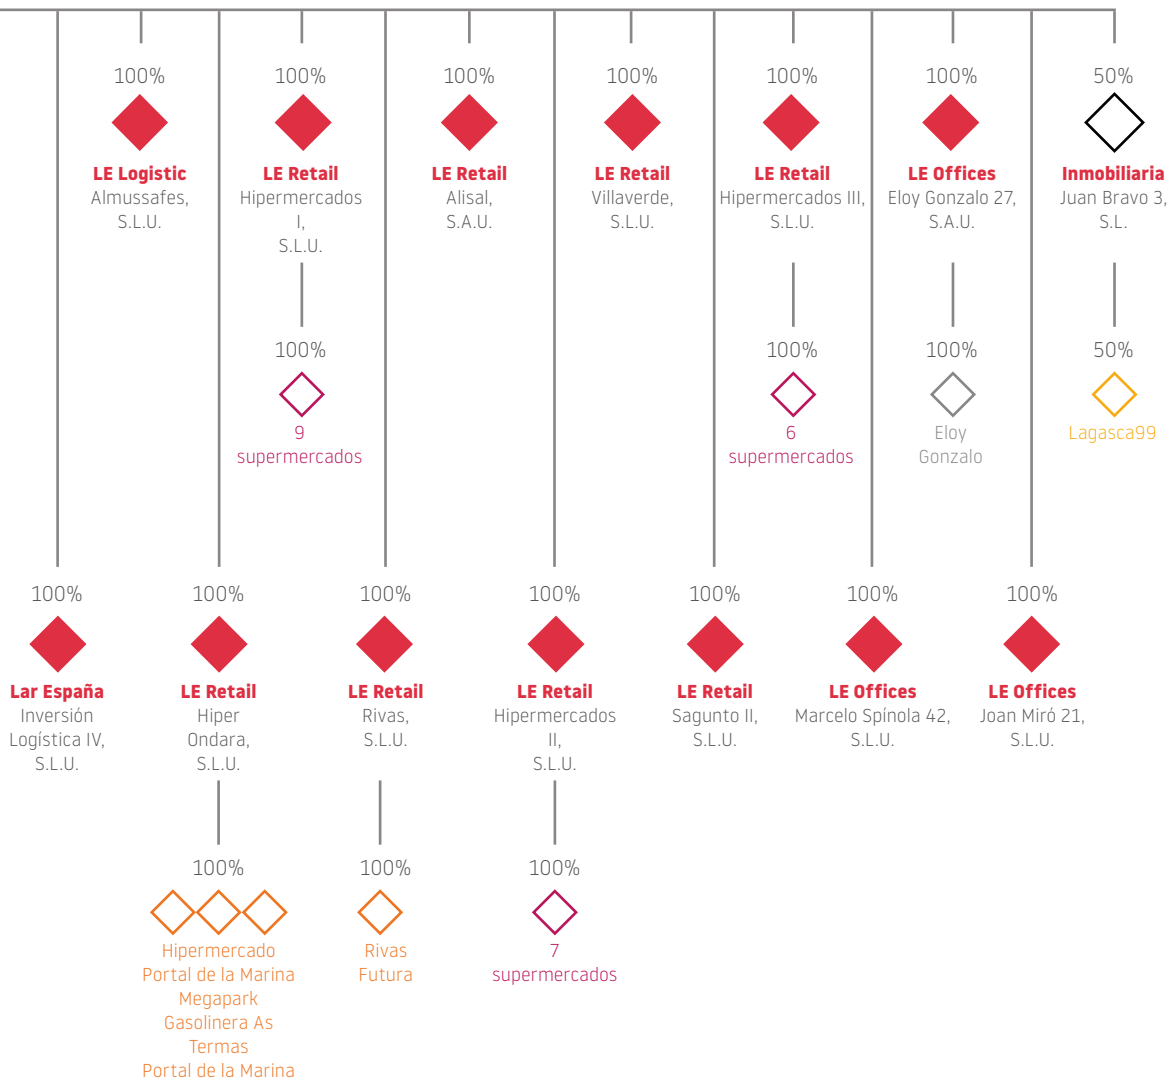 100%
LE Logistic
Almussafes,
S.L.U.
100%
LE Retail
Hipermercados
I,
S.L.U.
100%
9
supermercados
100%
LE Retail
Alisal,
S.A.U.
100%
LE Retail
Villaverde,
S.L.U.
100%
LE Retail
Hipermercados III,
S.L.U.
100%
6
supermercados
100%
LE Offices
Eloy Gonzalo 27,
S.A.U.
100%
Eloy
Gonzalo
50%
Inmobiliaria
Juan Bravo 3,
S.L.
50%
Lagasca99
100%
Lar España
Inversión
Logística IV,
S.L.U.
100%
LE Retail
Hiper
Ondara,
S.L.U.
100%
Hipermercado
Portal de la Marina
Megapark
Gasolinera As
Termas
Portal de la Marina
100%
LE Retail
Rivas,
S.L.U.
100%
Rivas
Futura
100%
LE Retail
Hipermercados
II,
S.L.U.
100%
7
supermercados
100%
LE Retail
Sagunto II,
S.L.U.
100%
LE Offices
Marcelo Spínola 42,
S.L.U.
100%
LE Offices
Joan Miró 21,
S.L.U.